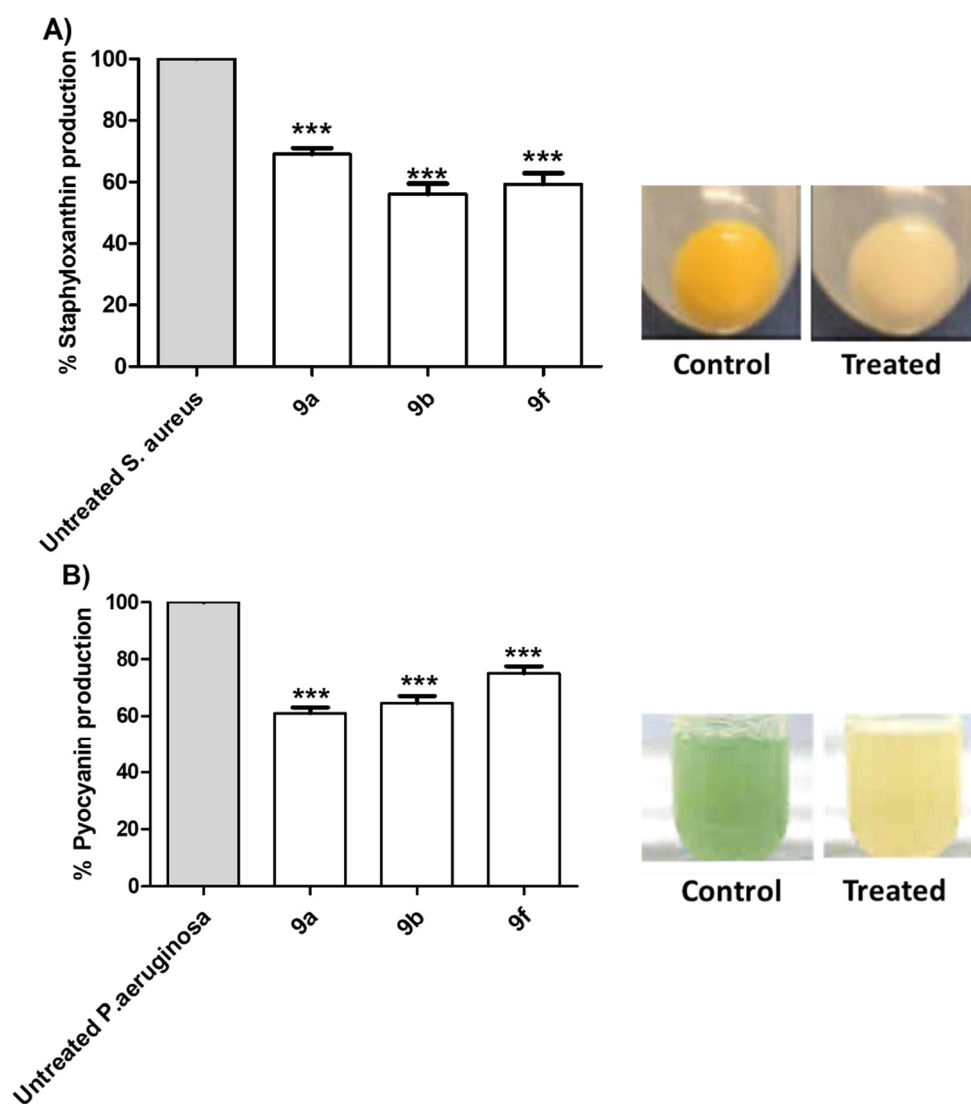 A)
% Staphyloxanthin production
100
80
60
40
20
0
***
***
***
Untreated S. aureus
9a
9b
9f
Control
Treated
B)
% Pyocyanin production
100
80
60
40
20
0
***
***
***
Untreated P.aeruginosa
9a
9b
9f
Control
Treated